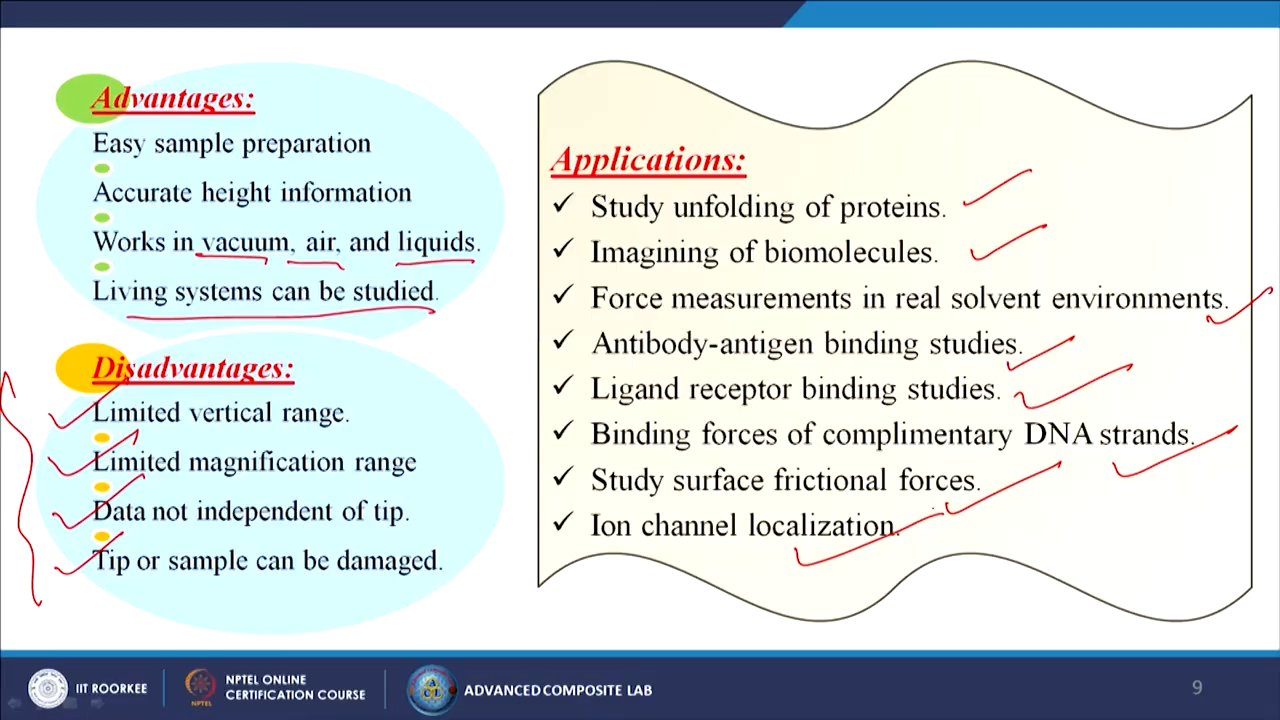 Advantages:
Easy sample preparation
Accurate height information
Works in vacuum, air, and liquids.
Living systems can be studied.
Disadvantages:
Limited vertical range.
Limited magnification range
Data not independent of tip.
Tip or sample can be damaged.
Applications:
✓ Study unfolding of proteins.
✓ Imagining of biomolecules.
✓ Force measurements in real solvent environments.
✓ Antibody-antigen binding studies.
✓ Ligand receptor binding studies.
✓ Binding forces of complimentary DNA strands.
✓ Study surface frictional forces.
✓ Ion channel localization.
IIT ROORKEE
NPTEL ONLINE
CERTIFICATION COURSE
NPTEL
ADVANCED COMPOSITE LAB
9